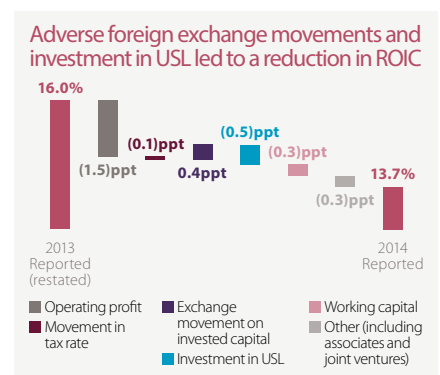 Adverse foreign exchange movements and
investment in USL led to a reduction in ROIC
16.0%
(1.5)ppt
(0.1)ppt
0.4ppt
(0.5)ppt
(0.3)ppt
(0.3)ppt
13.7%
2013
Reported
(restated)
2014
Reported
Operating profit
Movement in
tax rate
Exchange
movement on
invested capital
Investment in USL
Working capital
Other (including
associates and
joint ventures)